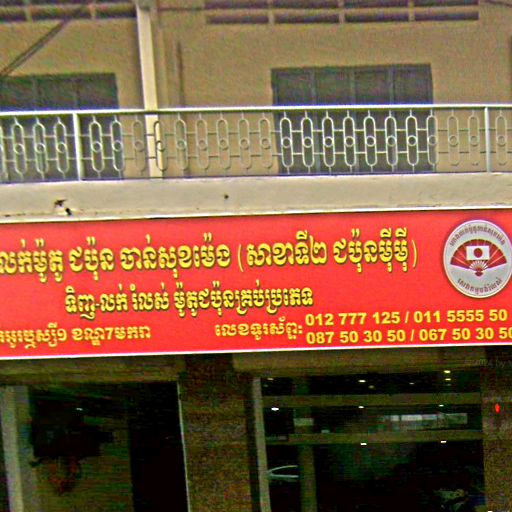 លក់ម៉ូតូ ជប៉ុន ចាន់សុខម៉េង (សាខាទី២ ជប៉ុនម៉ីម៉ី)
ទិញ-លក់ រំលស់ ម៉ូតូជប៉ុនគ្រប់ប្រភេទ
ខណ្ឌ៧មករា
លេខទូរស័ព្ទ: 012 777 125 / 011 5555 50
087 50 30 50 / 067 50 30 50